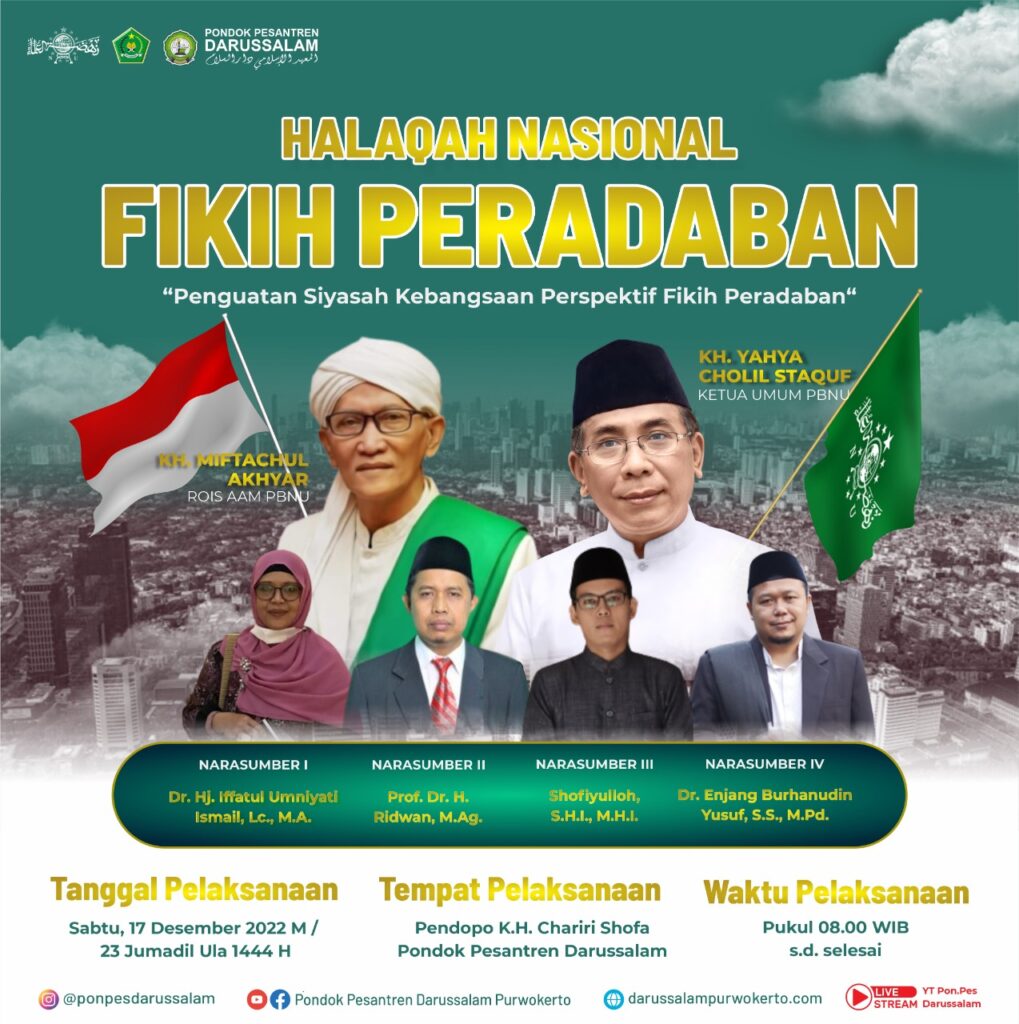 PONDOK PESANTREN
DARUSSALAM
المعهد الإسلامي دار السلام
HALAQAH NASIONAL
FIKIH PERADABAN
“Penguatan Siyasah Kebangsaan Perspektif Fikih Peradaban“
KH. YAHYA
CHOLIL STAQUF
KETUA UMUM PBNU
KH. MIFTACHUL
AKHYAR
ROIS AAM PBNU
NARASUMBER I
Dr. Hj. Iffatul Umniyati
Ismail, Lc., M.A.
NARASUMBER II
Prof. Dr. H.
Ridwan, M.Ag.
NARASUMBER III
Shofiyulloh,
S.H.I., M.H.I.
NARASUMBER IV
Dr. Enjang Burhanudin
Yusuf, S.S., M.Pd.
Tanggal Pelaksanaan
Sabtu, 17 Desember 2022 M /
23 Jumadil Ula 1444 H
Tempat Pelaksanaan
Pendopo K.H. Chariri Shofa
Pondok Pesantren Darussalam
Waktu Pelaksanaan
Pukul 08.00 WIB
s.d. selesai
@ponpesdarussalam
Pondok Pesantren Darussalam Purwokerto
darussalampurwokerto.com
LIVE
STREAM
YT Pon.Pes
Darussalam